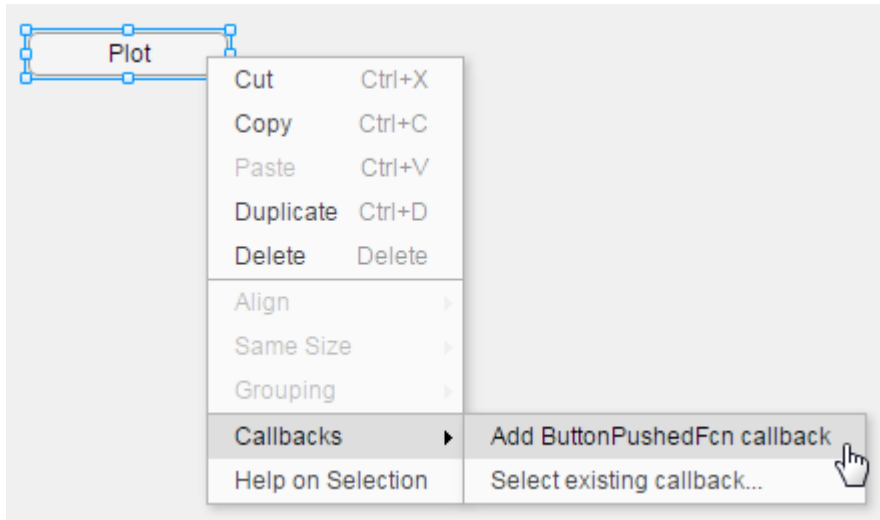 Plot
Cut Ctrl+X
Copy Ctrl+C
Paste Ctrl+V
Duplicate Ctrl+D
Delete Delete
Align
Same Size
Grouping
Callbacks Add ButtonPushedFcn callback
Help on Selection Select existing callback...